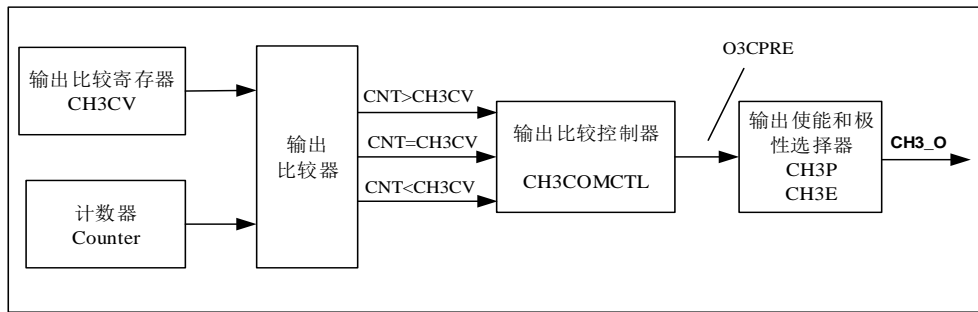 输出比较寄存器
CH3CV
计数器
Counter
输出
比较器
CNT>CH3CV
CNT=CH3CV
CNT<CH3CV
输出比较控制器
CH3COMCTL
O3CPRE
输出使能和极
性选择器
CH3P
CH3E
CH3_O